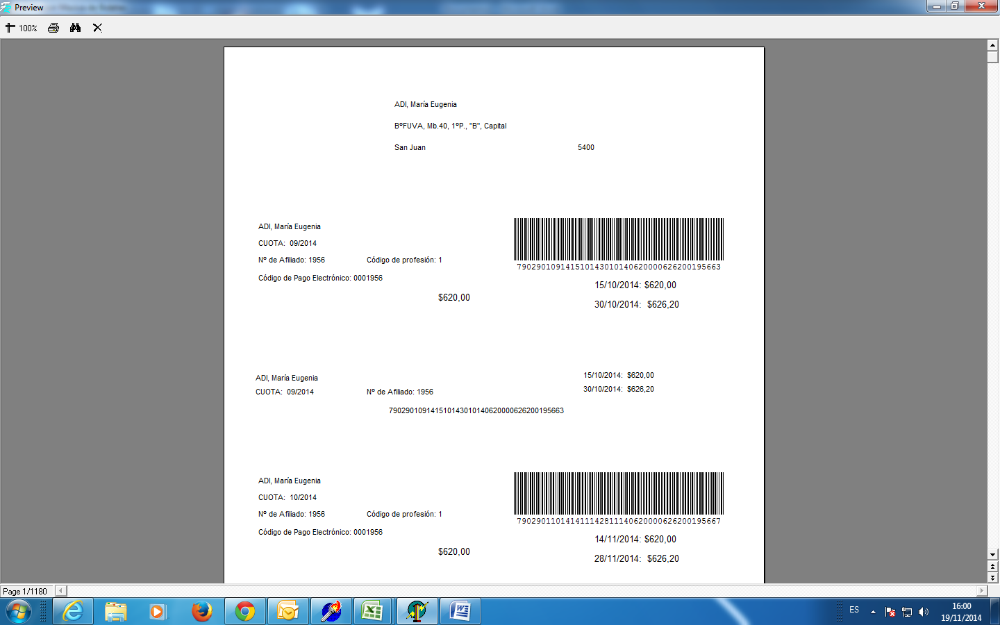 Preview
100%
ADI, María Eugenia
BºFUVA, Mb.40, 1ºP., "B", Capital
San Juan 5400
ADI, María Eugenia
CUOTA: 09/2014
Nº de Afiliado: 1956 Código de profesión: 1
Código de Pago Electrónico: 0001956
$620,00
7902901091415101430101406200006262001956​63
15/10/2014: $620,00
30/10/2014: $626,20
ADI, María Eugenia
CUOTA: 09/2014 Nº de Afiliado: 1956
15/10/2014: $620,00
30/10/2014: $626,20
790290109141510143010140620000626200195663
ADI, María Eugenia
CUOTA: 10/2014
Nº de Afiliado: 1956 Código de profesión: 1
Código de Pago Electrónico: 0001956
$620,00
790290110141411142811140620000626200195667
14/11/2014: $620,00
28/11/2014: $626,20
Page 1/1180
ES
16:00
19/11/2014